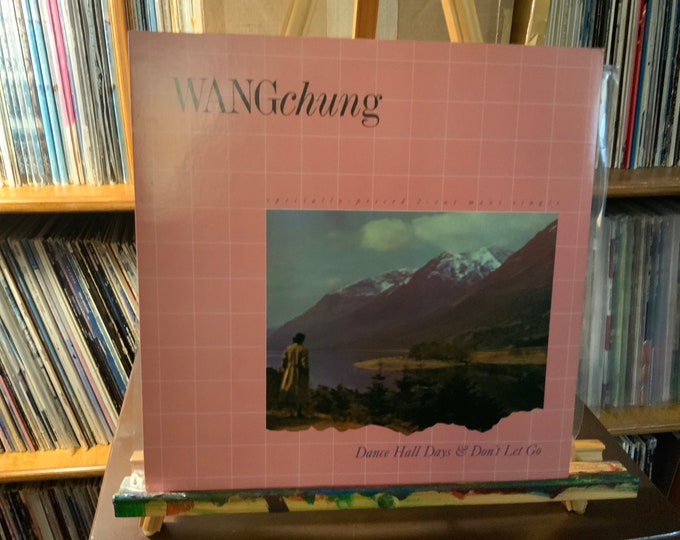 WANGchung
specially-priced 2-cut maxi single
Dance Hall Days & Don't Let Go